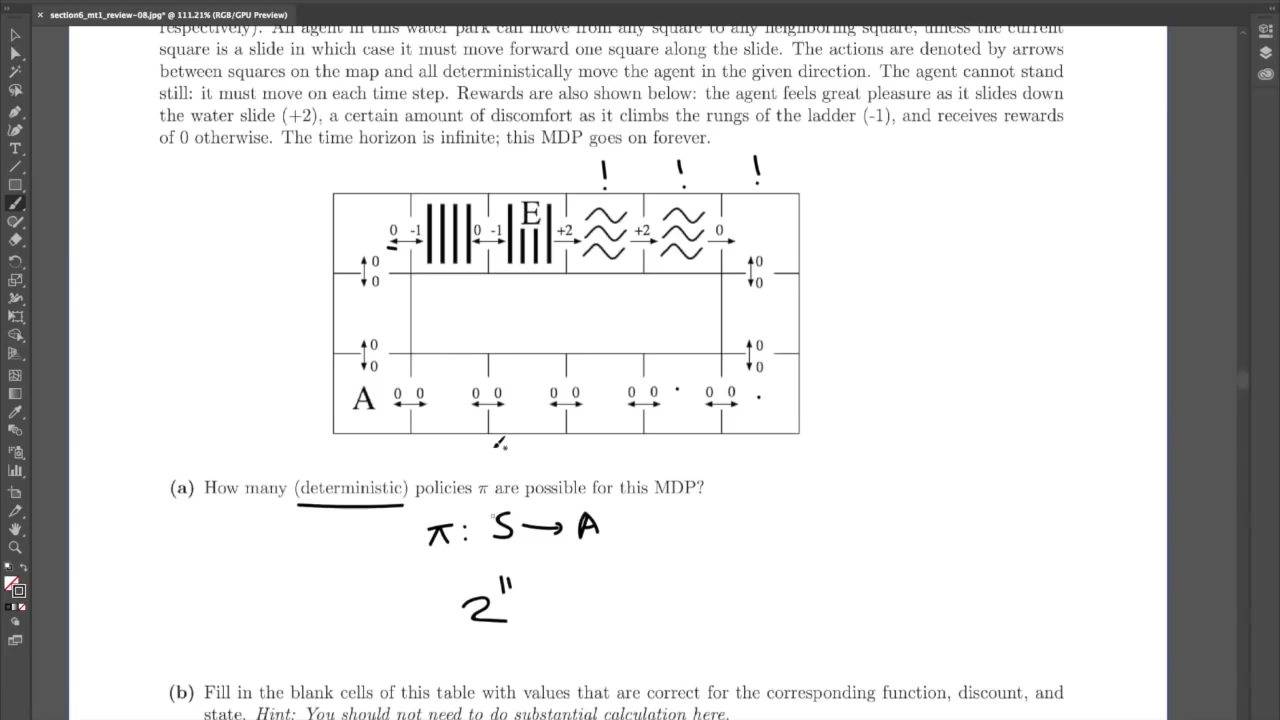 section6_mt1_review-08.jpg* @ 111.21% (RGB/GPU Preview)
respectively). An agent in this water park can move from any square to any neighboring square, unless the current
square is a slide in which case it must move forward one square along the slide. The actions are denoted by arrows
between squares on the map and all deterministically move the agent in the given direction. The agent cannot stand
still: it must move on each time step. Rewards are also shown below: the agent feels great pleasure as it slides down
the water slide (+2), a certain amount of discomfort as it climbs the rungs of the ladder (-1), and receives rewards
of 0 otherwise. The time horizon is infinite; this MDP goes on forever.
! ! !
E
0 -1 0 -1 +2 +2 0
0 0
0 0
0 0
0 0
A 0 0 0 0 0 0 0 0 0 0
(a) How many (deterministic) policies π are possible for this MDP?
π: S → A
2^11
(b) Fill in the blank cells of this table with values that are correct for the corresponding function, discount, and
state. Hint: You should not need to do substantial calculation here.